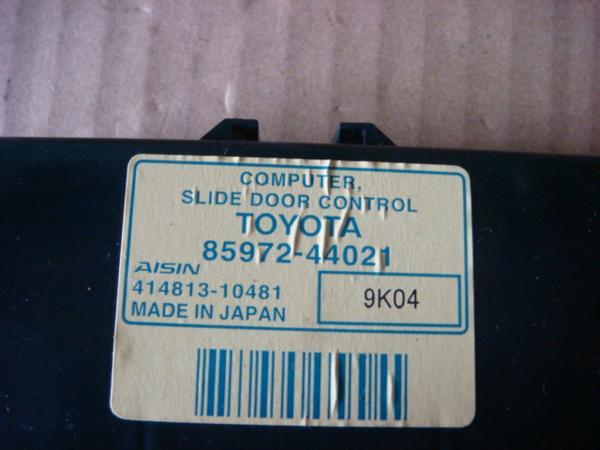 COMPUTER,
SLIDE DOOR CONTROL
TOYOTA
85972-44021
AISIN
414813-10481
9K04
MADE IN JAPAN